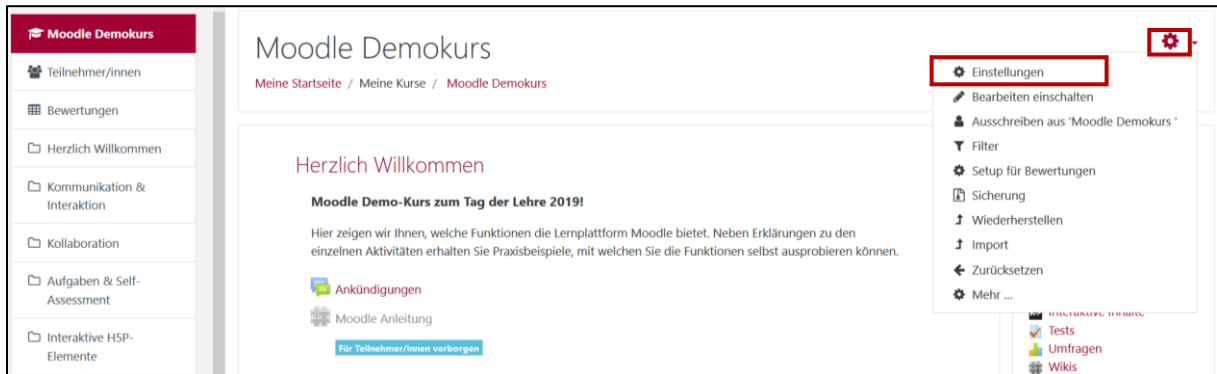 Moodle Demokurs
Teilnehmer/innen
Bewertungen
Herzlich Willkommen
Kommunikation &
Interaktion
Kollaboration
Aufgaben & Self-
Assessment
Interaktive H5P-
Elemente
Moodle Demokurs
Meine Startseite / Meine Kurse / Moodle Demokurs
Herzlich Willkommen
Moodle Demo-Kurs zum Tag der Lehre 2019!
Hier zeigen wir Ihnen, welche Funktionen die Lernplattform Moodle bietet. Neben Erklärungen zu den
einzelnen Aktivitäten erhalten Sie Praxisbeispiele, mit welchen Sie die Funktionen selbst ausprobieren können.
Ankündigungen
Moodle Anleitung
Für Teilnehmer/innen verborgen
Einstellungen
Bearbeiten einschalten
Ausschreiben aus 'Moodle Demokurs '
Filter
Setup für Bewertungen
Sicherung
Wiederherstellen
Import
Zurücksetzen
Mehr ...
Interaktive Inhalte
Tests
Umfragen
Wikis